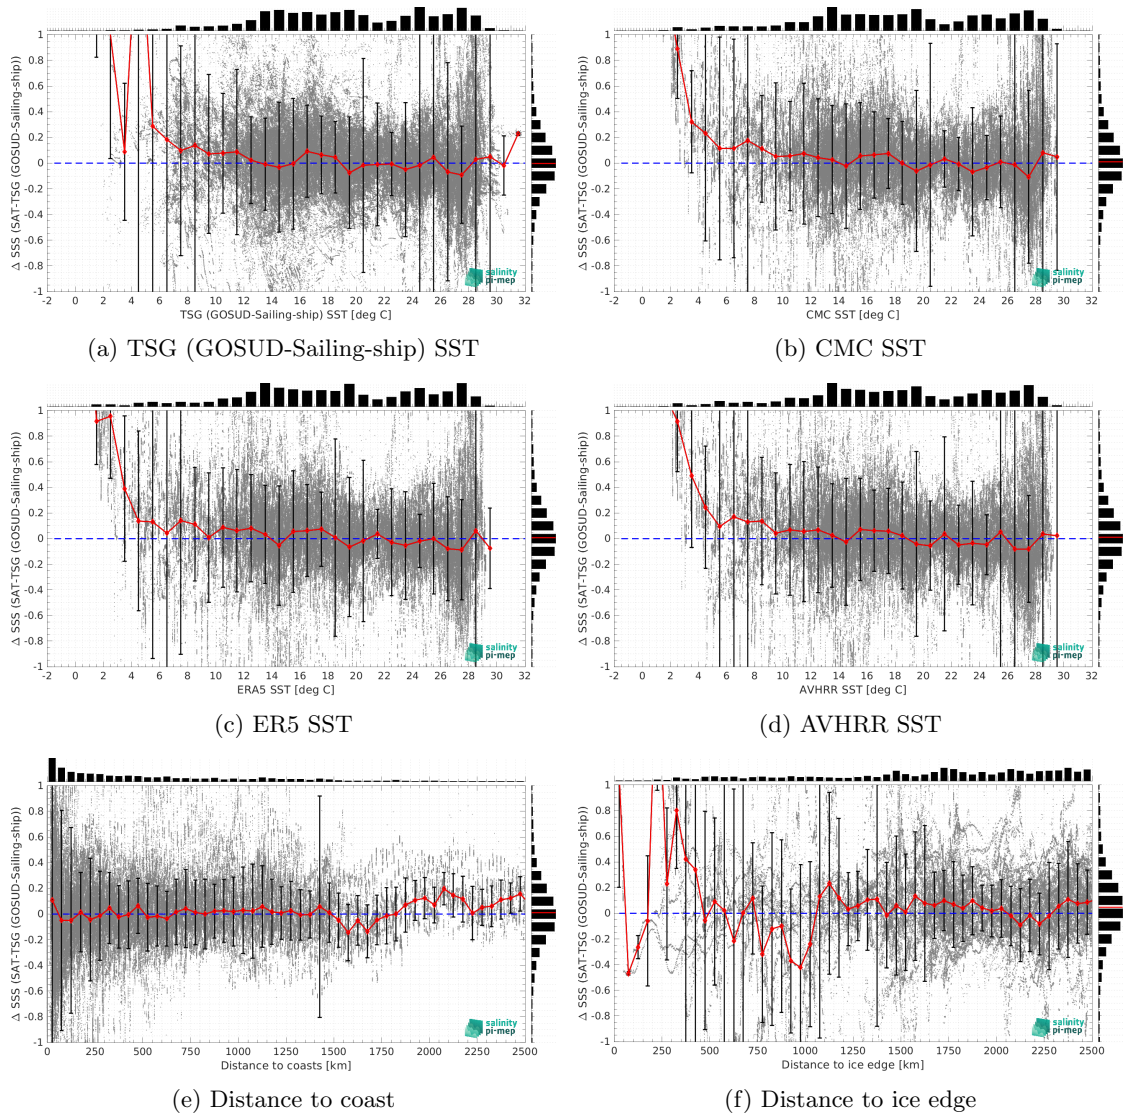 1
0.8
0.6
0.4
0.2
0
-0.2
-0.4
-0.6
-0.8
-1
Δ SSS (SAT-TSG (GOSUD-Sailing-ship))
-2 0 2 4 6 8 10 12 14 16 18 20 22 24 26 28 30 32
TSG (GOSUD-Sailing-ship) SST [deg C]
salinity
pi-mep
(a) TSG (GOSUD-Sailing-ship) SST
1
0.8
0.6
0.4
0.2
0
-0.2
-0.4
-0.6
-0.8
-1
Δ SSS (SAT-TSG (GOSUD-Sailing-ship))
-2 0 2 4 6 8 10 12 14 16 18 20 22 24 26 28 30 32
CMC SST [deg C]
salinity
pi-mep
(b) CMC SST
1
0.8
0.6
0.4
0.2
0
-0.2
-0.4
-0.6
-0.8
-1
Δ SSS (SAT-TSG (GOSUD-Sailing-ship))
-2 0 2 4 6 8 10 12 14 16 18 20 22 24 26 28 30 32
ERA5 SST [deg C]
salinity
pi-mep
(c) ER5 SST
1
0.8
0.6
0.4
0.2
0
-0.2
-0.4
-0.6
-0.8
-1
Δ SSS (SAT-TSG (GOSUD-Sailing-ship))
-2 0 2 4 6 8 10 12 14 16 18 20 22 24 26 28 30 32
AVHRR SST [deg C]
salinity
pi-mep
(d) AVHRR SST
1
0.8
0.6
0.4
0.2
0
-0.2
-0.4
-0.6
-0.8
-1
Δ SSS (SAT-TSG (GOSUD-Sailing-ship))
0 250 500 750 1000 1250 1500 1750 2000 2250 2500
Distance to coasts [km]
salinity
pi-mep
(e) Distance to coast
1
0.8
0.6
0.4
0.2
0
-0.2
-0.4
-0.6
-0.8
-1
Δ SSS (SAT-TSG (GOSUD-Sailing-ship))
0 250 500 750 1000 1250 1500 1750 2000 2250 2500
Distance to ice edge [km]
salinity
pi-mep
(f) Distance to ice edge